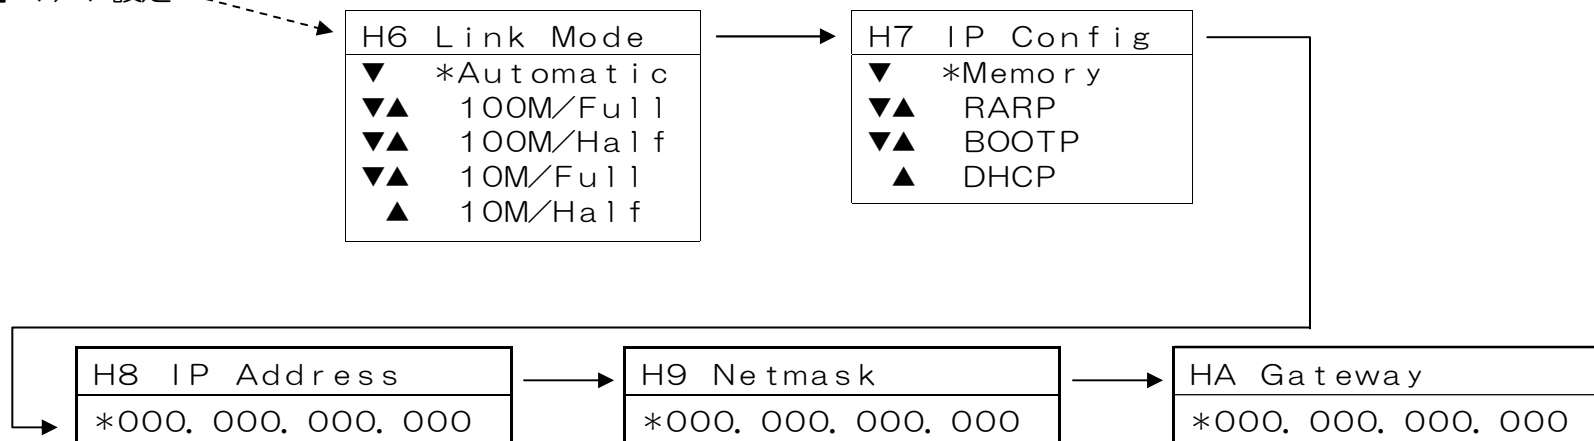 設定
H6 Link Mode
▼ *Automatic
▼▲ 100M/Full
▼▲ 100M/Half
▼▲ 10M/Full
▲ 10M/Half
H7 IP Config
▼ *Memory
▼▲ RARP
▼▲ BOOTP
▲ DHCP
H8 IP Address
*000. 000. 000. 000
H9 Netmask
*000. 000. 000. 000
HA Gateway
*000. 000. 000. 000